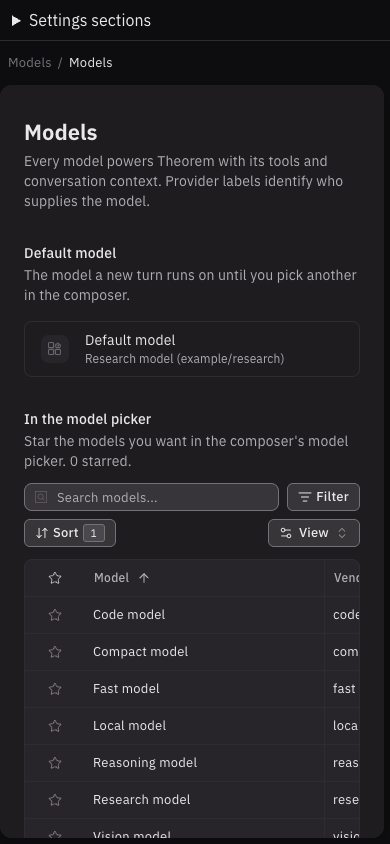 Settings sections
Models / Models
Models
Every model powers Theorem with its tools and
conversation context. Provider labels identify who
supplies the model.
Default model
The model a new turn runs on until you pick another
in the composer.
Default model
Research model (example/research)
In the model picker
Star the models you want in the composer's model
picker. 0 starred.
Search models...
Filter
Sort 1
View
Model
Code model
Compact model
Fast model
fast
Local model
Reasoning model
Research model
Vision model